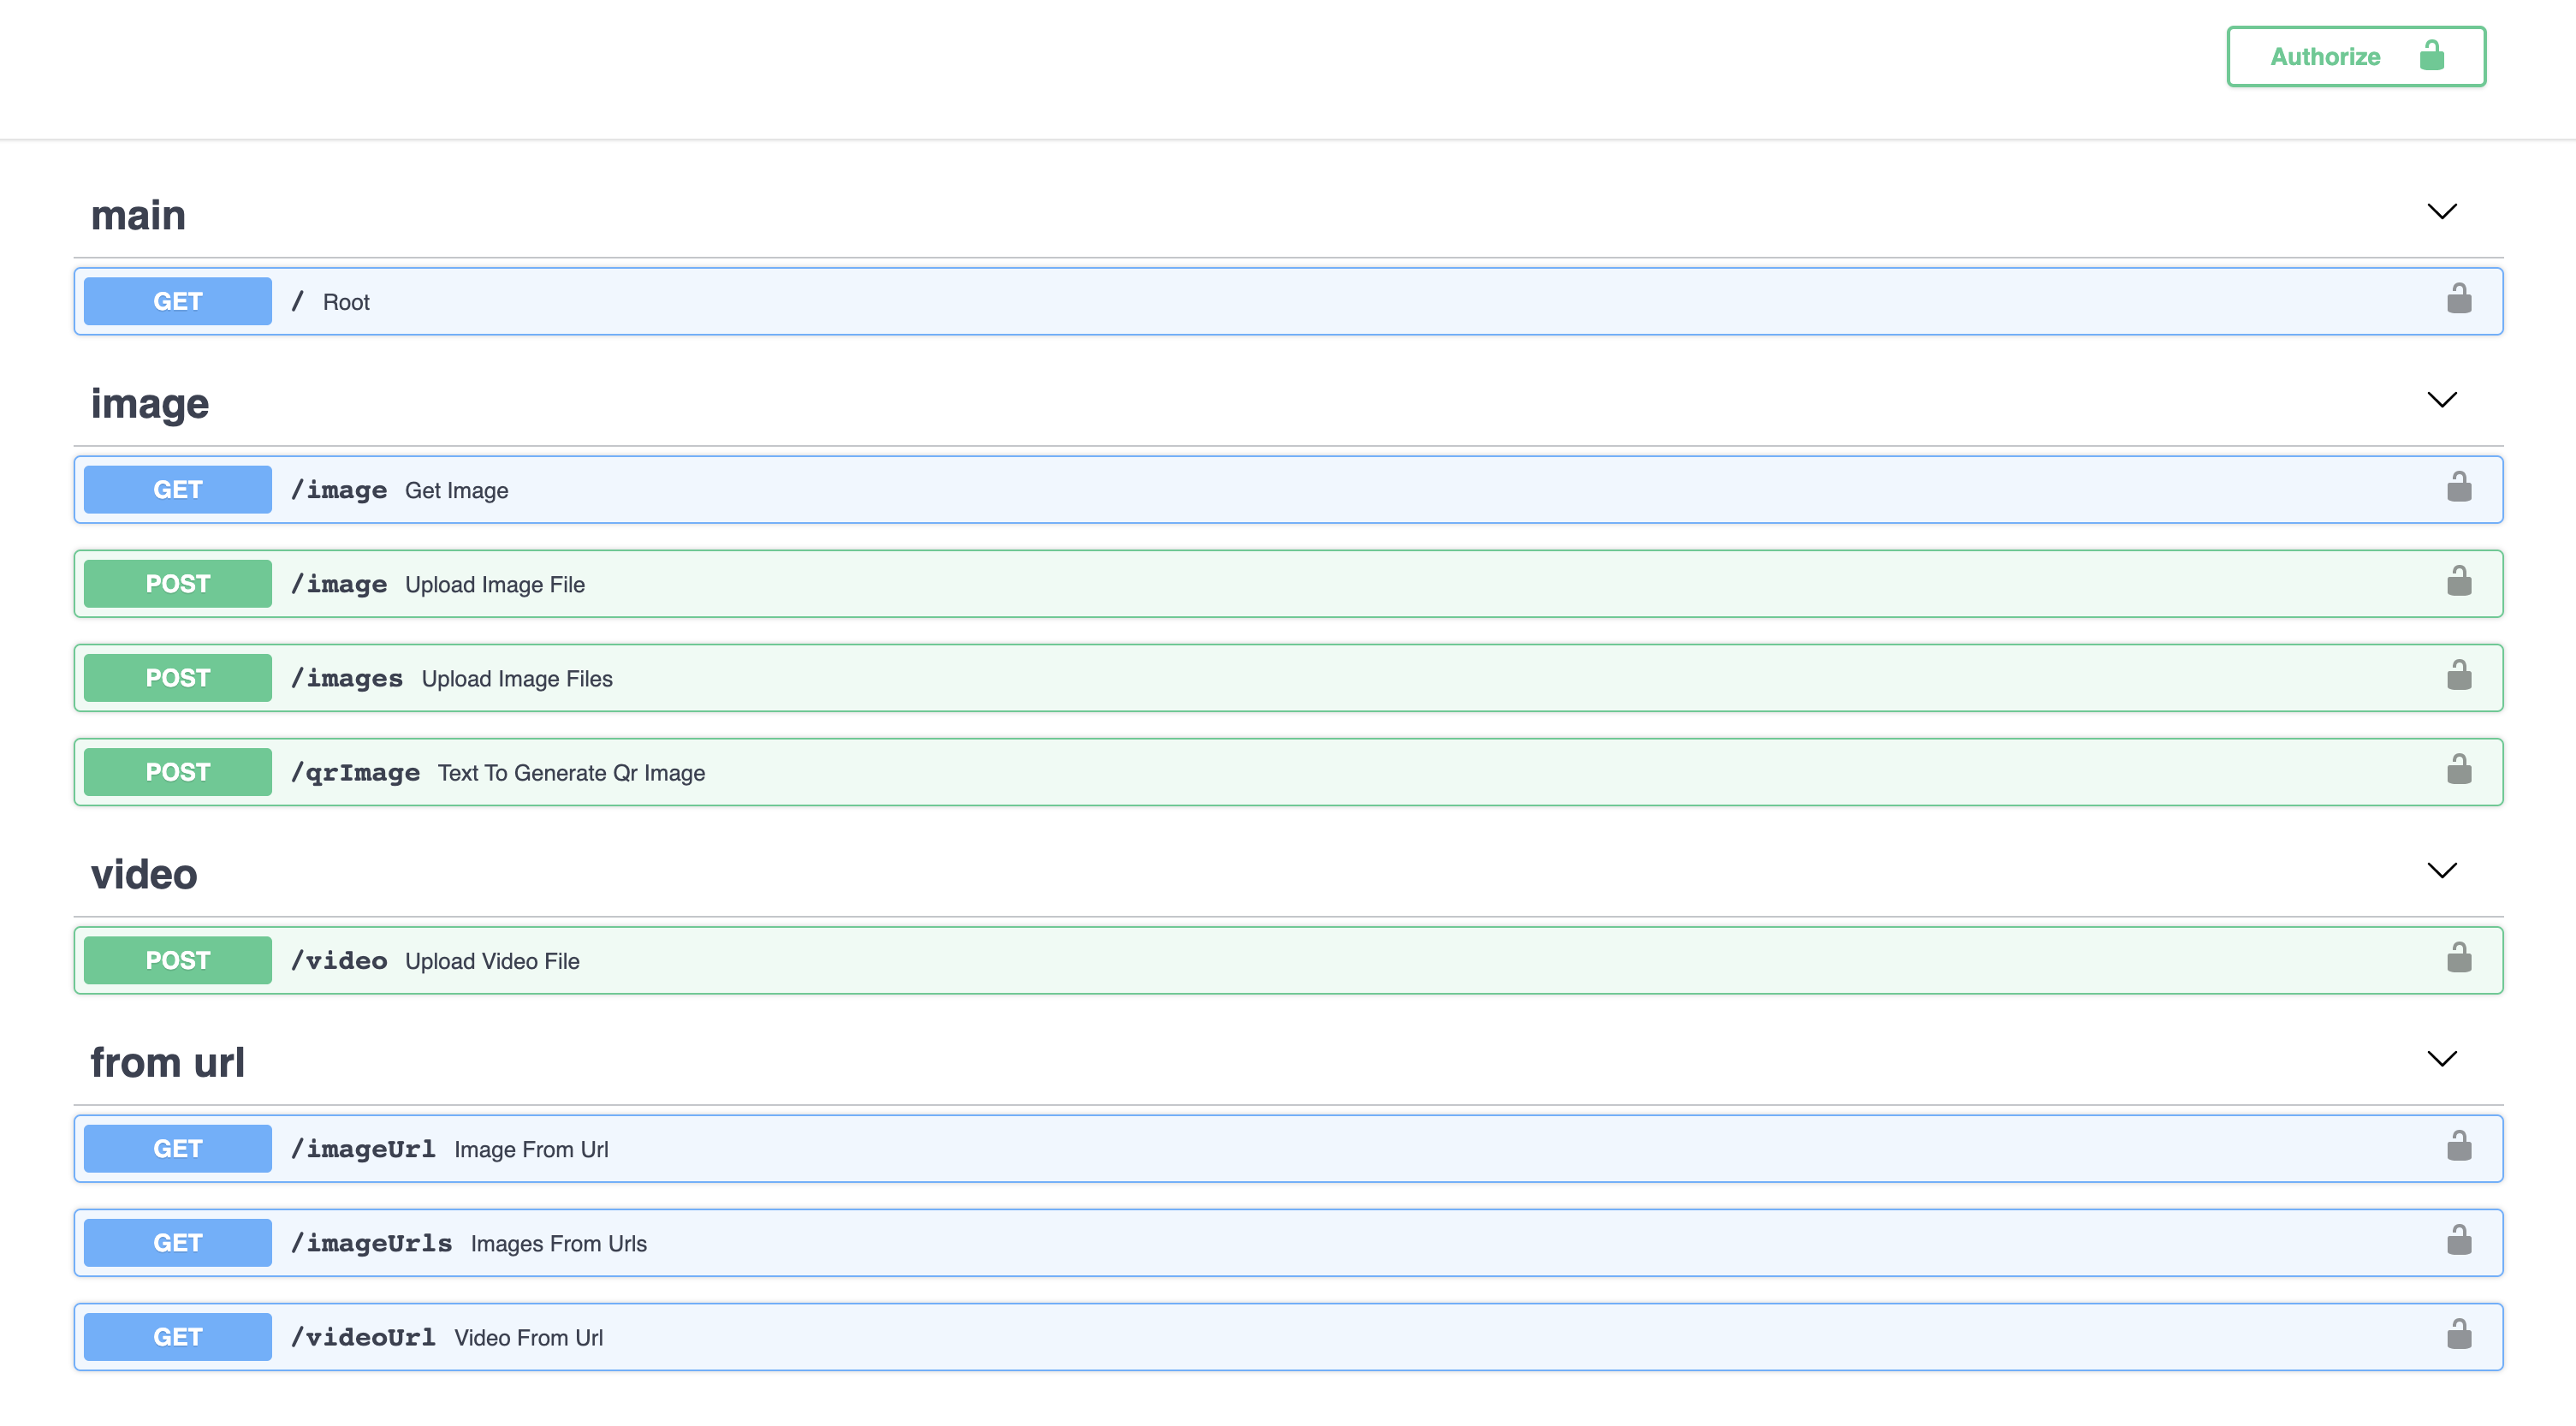 Authorize
main
GET / Root
image
GET /image Get Image
POST /image Upload Image File
POST /images Upload Image Files
POST /qrImage Text To Generate Qr Image
video
POST /video Upload Video File
from url
GET /imageUrl Image From Url
GET /imageUrls Images From Urls
GET /videoUrl Video From Url